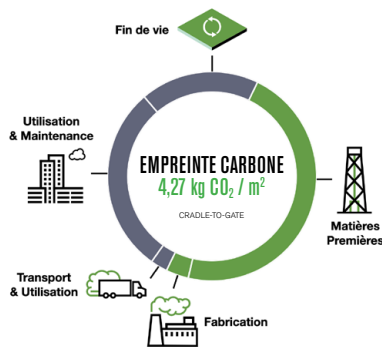 Fin de vie
Utilisation
& Maintenance
EMPREINTE CARBONE
4,27 kg CO₂ / m²
CRADLE-TO-GATE
Matières
Premières
Transport
& Utilisation
Fabrication